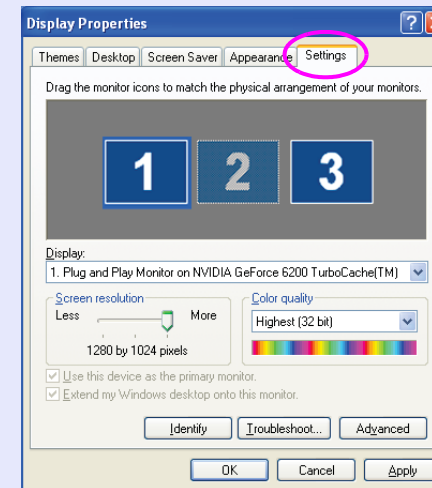 Display Properties
?
Themes Desktop Screen Saver Appearance Settings
Drag the monitor icons to match the physical arrangement of your monitors.
1 2 3
Display:
1. Plug and Play Monitor on NVIDIA GeForce 6200 TurboCache(TM)
Screen resolution
Less More
1280 by 1024 pixels
Color quality
Highest (32 bit)
Use this device as the primary monitor.
Extend my Windows desktop onto this monitor.
Identify Troubleshoot... Advanced
OK Cancel Apply